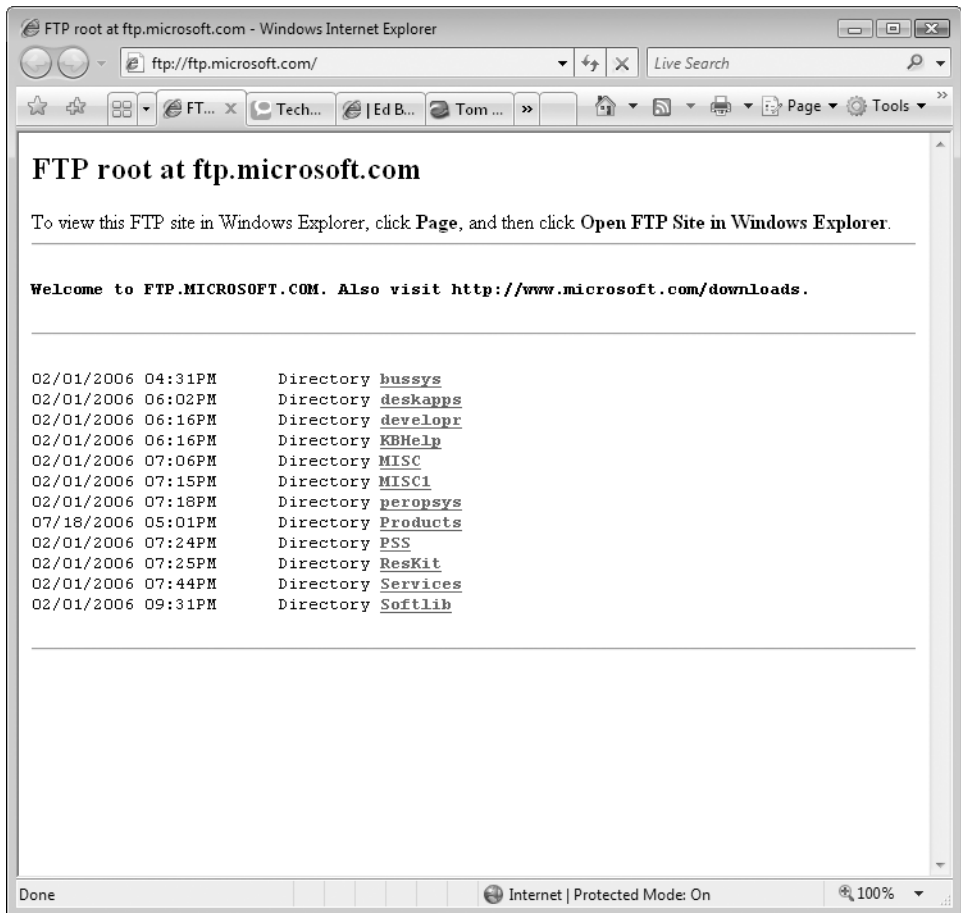 FTP root at ftp.microsoft.com - Windows Internet Explorer
ftp://ftp.microsoft.com/ Live Search
FT... Tech... | Ed B... Tom ... » Page Tools »
FTP root at ftp.microsoft.com
To view this FTP site in Windows Explorer, click Page, and then click Open FTP Site in Windows Explorer.
Welcome to FTP.MICROSOFT.COM. Also visit http://www.microsoft.com/downloads.
02/01/2006 04:31PM Directory bussys
02/01/2006 06:02PM Directory deskapps
02/01/2006 06:16PM Directory developr
02/01/2006 06:16PM Directory KBHelp
02/01/2006 07:06PM Directory MISC
02/01/2006 07:15PM Directory MISC1
02/01/2006 07:18PM Directory peropsys
07/18/2006 05:01PM Directory Products
02/01/2006 07:24PM Directory PSS
02/01/2006 07:25PM Directory ResKit
02/01/2006 07:44PM Directory Services
02/01/2006 09:31PM Directory Softlib
Done Internet | Protected Mode: On 100%